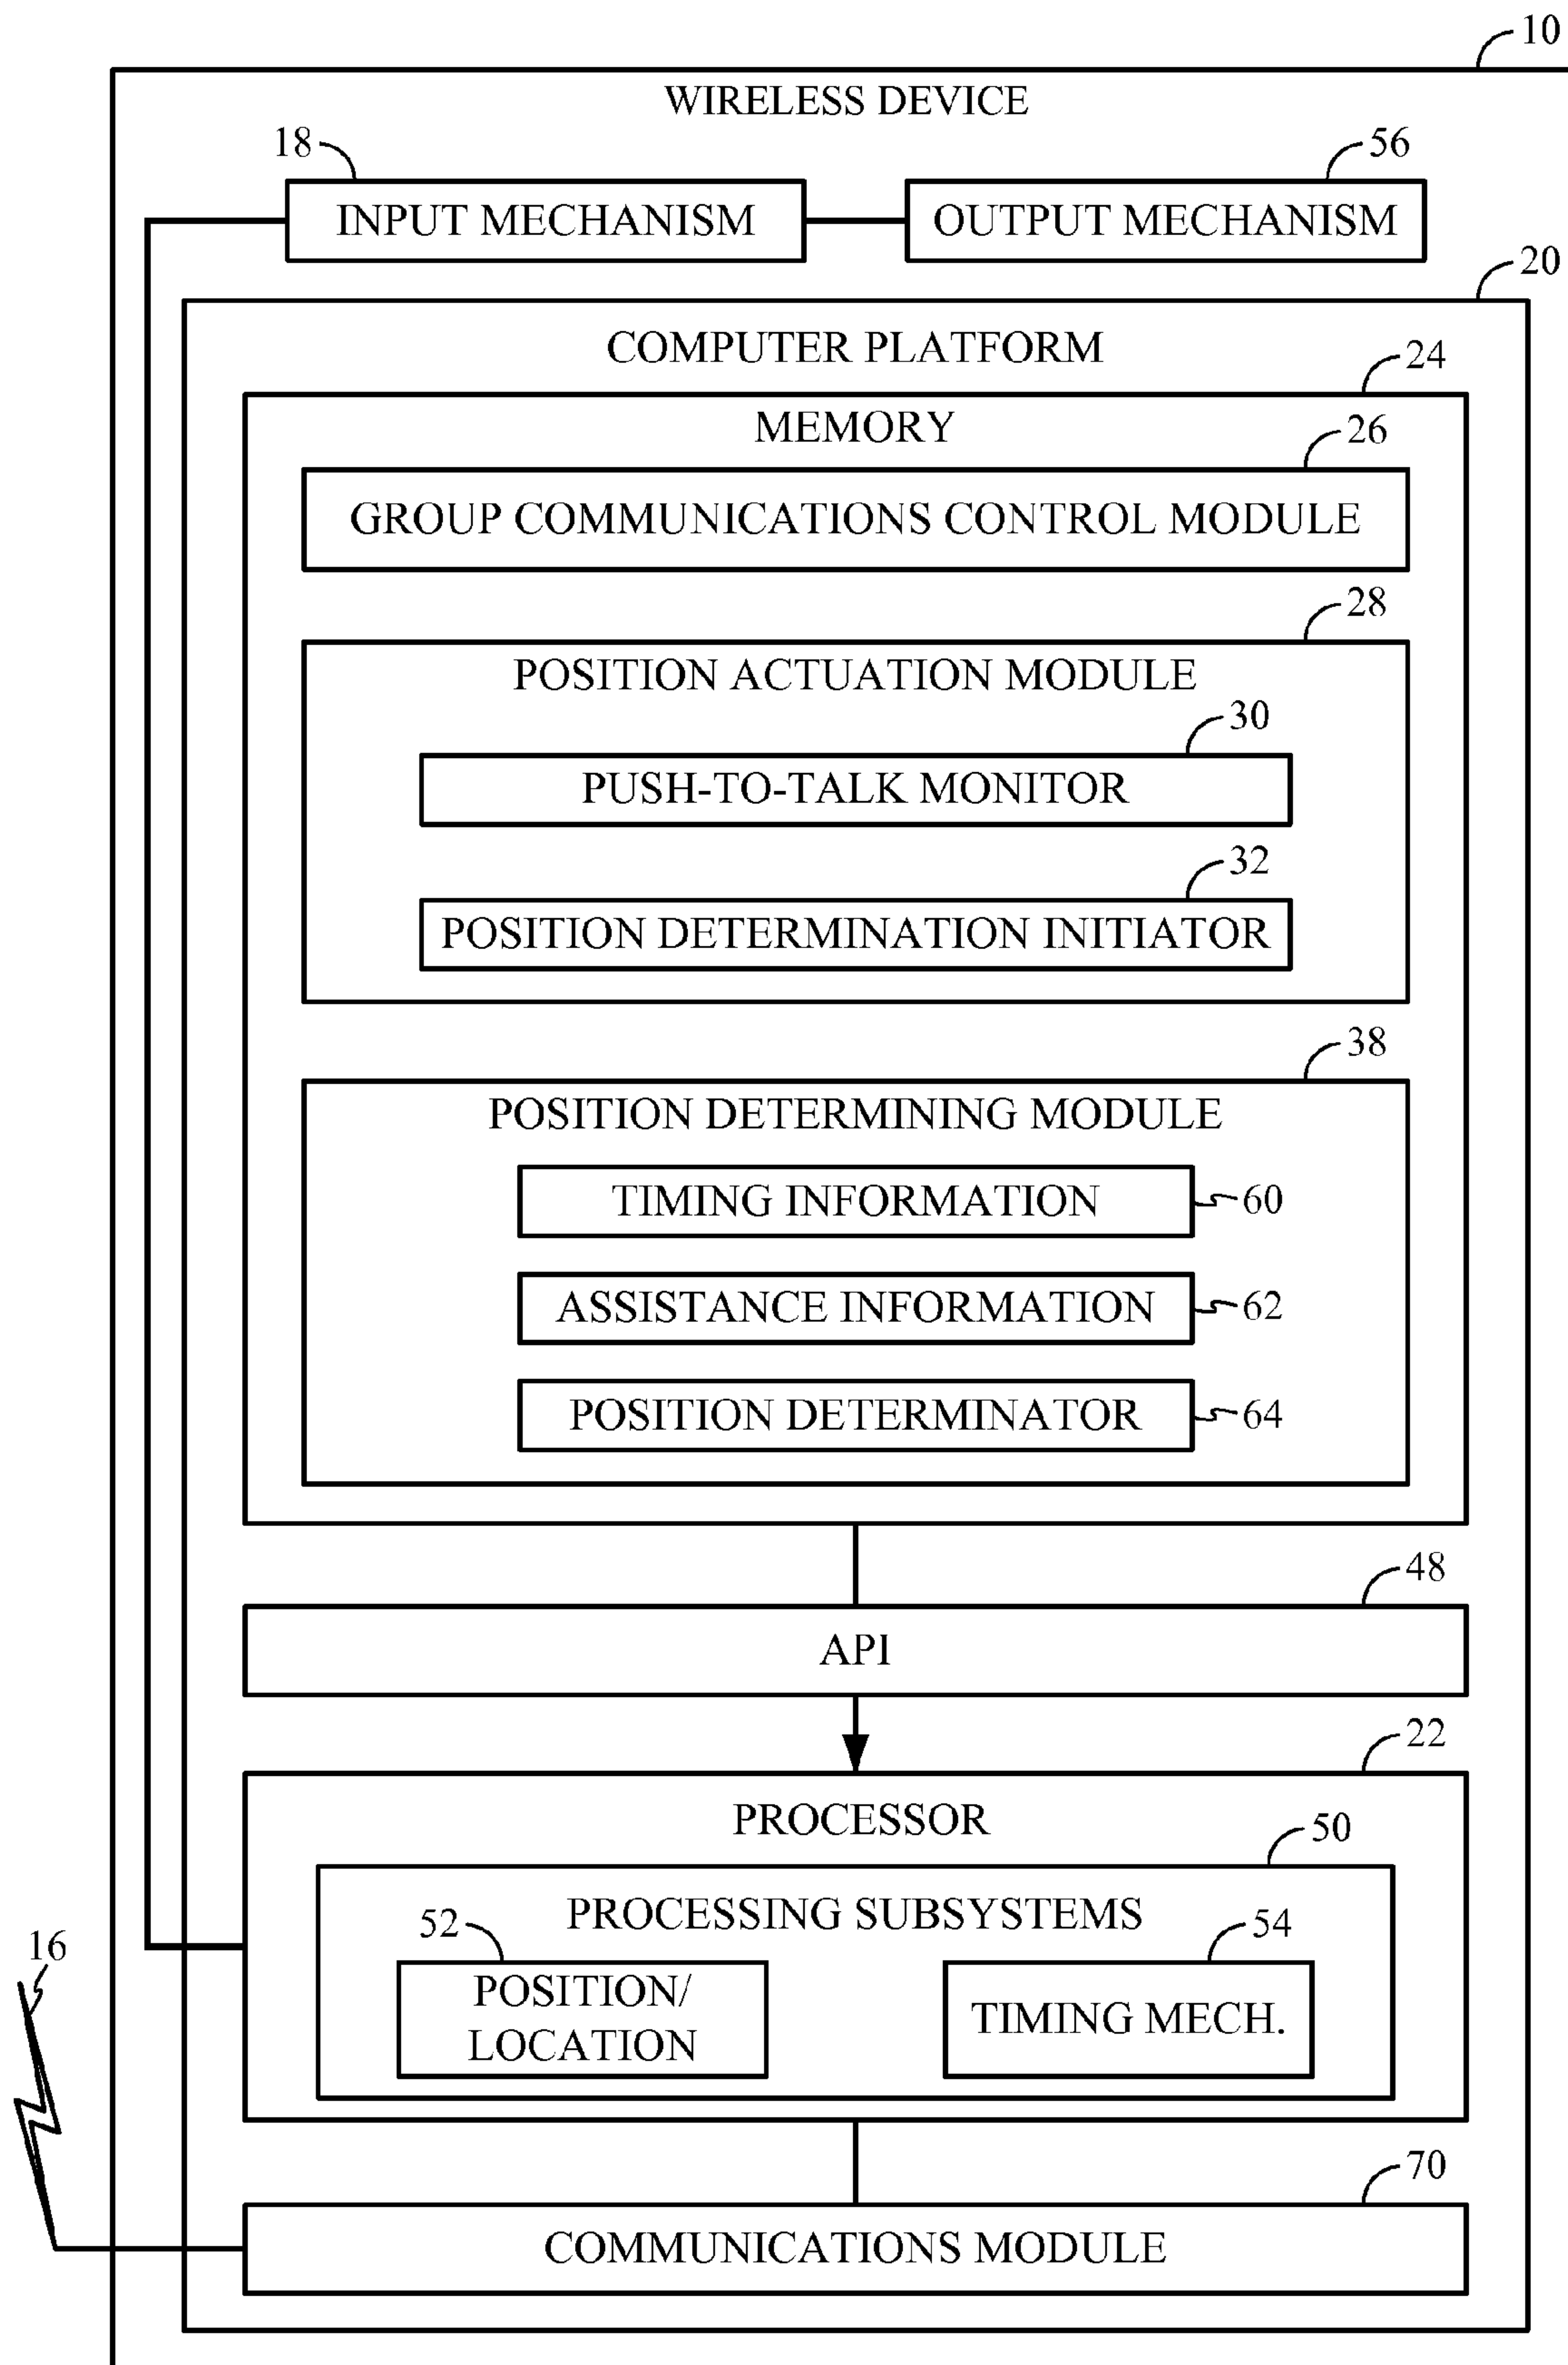 10
WIRELESS DEVICE
18
56
INPUT MECHANISM
OUTPUT MECHANISM
20
COMPUTER PLATFORM
24
MEMORY
26
GROUP COMMUNICATIONS CONTROL MODULE
28
POSITION ACTUATION MODULE
30
PUSH-TO-TALK MONITOR
32
POSITION DETERMINATION INITIATOR
38
POSITION DETERMINING MODULE
TIMING INFORMATION
60
ASSISTANCE INFORMATION
62
POSITION DETERMINATOR
64
48
API
22
PROCESSOR
50
PROCESSING SUBSYSTEMS
52
54
POSITION/
LOCATION
TIMING MECH.
16
70
COMMUNICATIONS MODULE